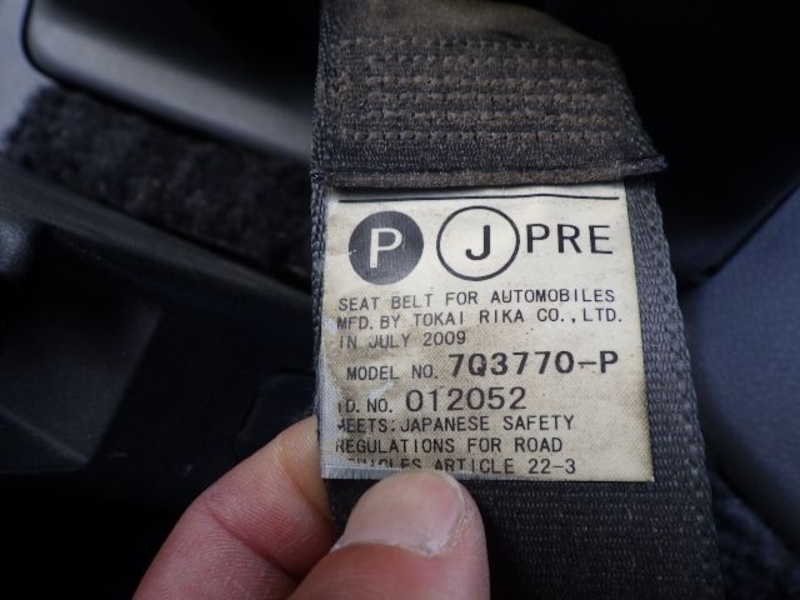 P J PRE
SEAT BELT FOR AUTOMOBILES
MFD. BY TOKAI RIKA CO., LTD.
IN JULY 2009
MODEL NO. 7Q3770-P
I.D. NO. 012052
MEETS: JAPANESE SAFETY
REGULATIONS FOR ROAD
VEHICLES ARTICLE 22-3